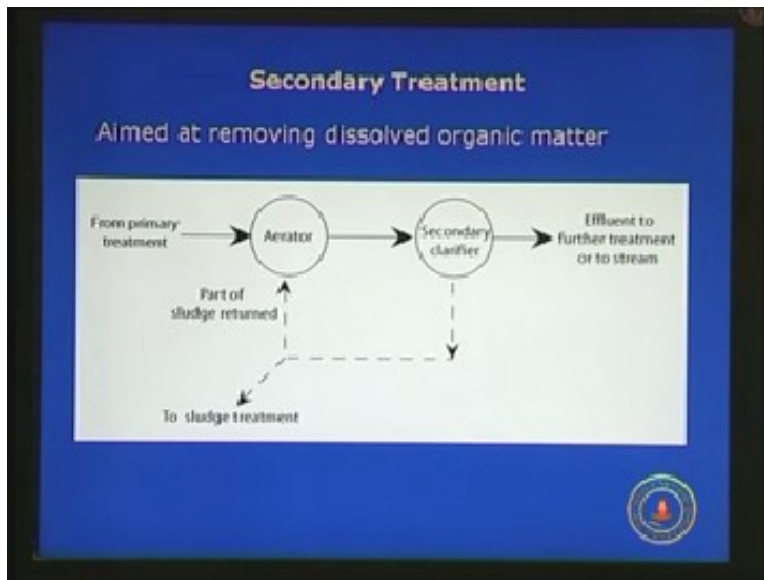 Secondary Treatment
Aimed at removing dissolved organic matter
From primary
treatment
Aerator
Secondary
clarifier
Effluent to
further treatment
or to stream
Part of
sludge returned
To sludge treatment